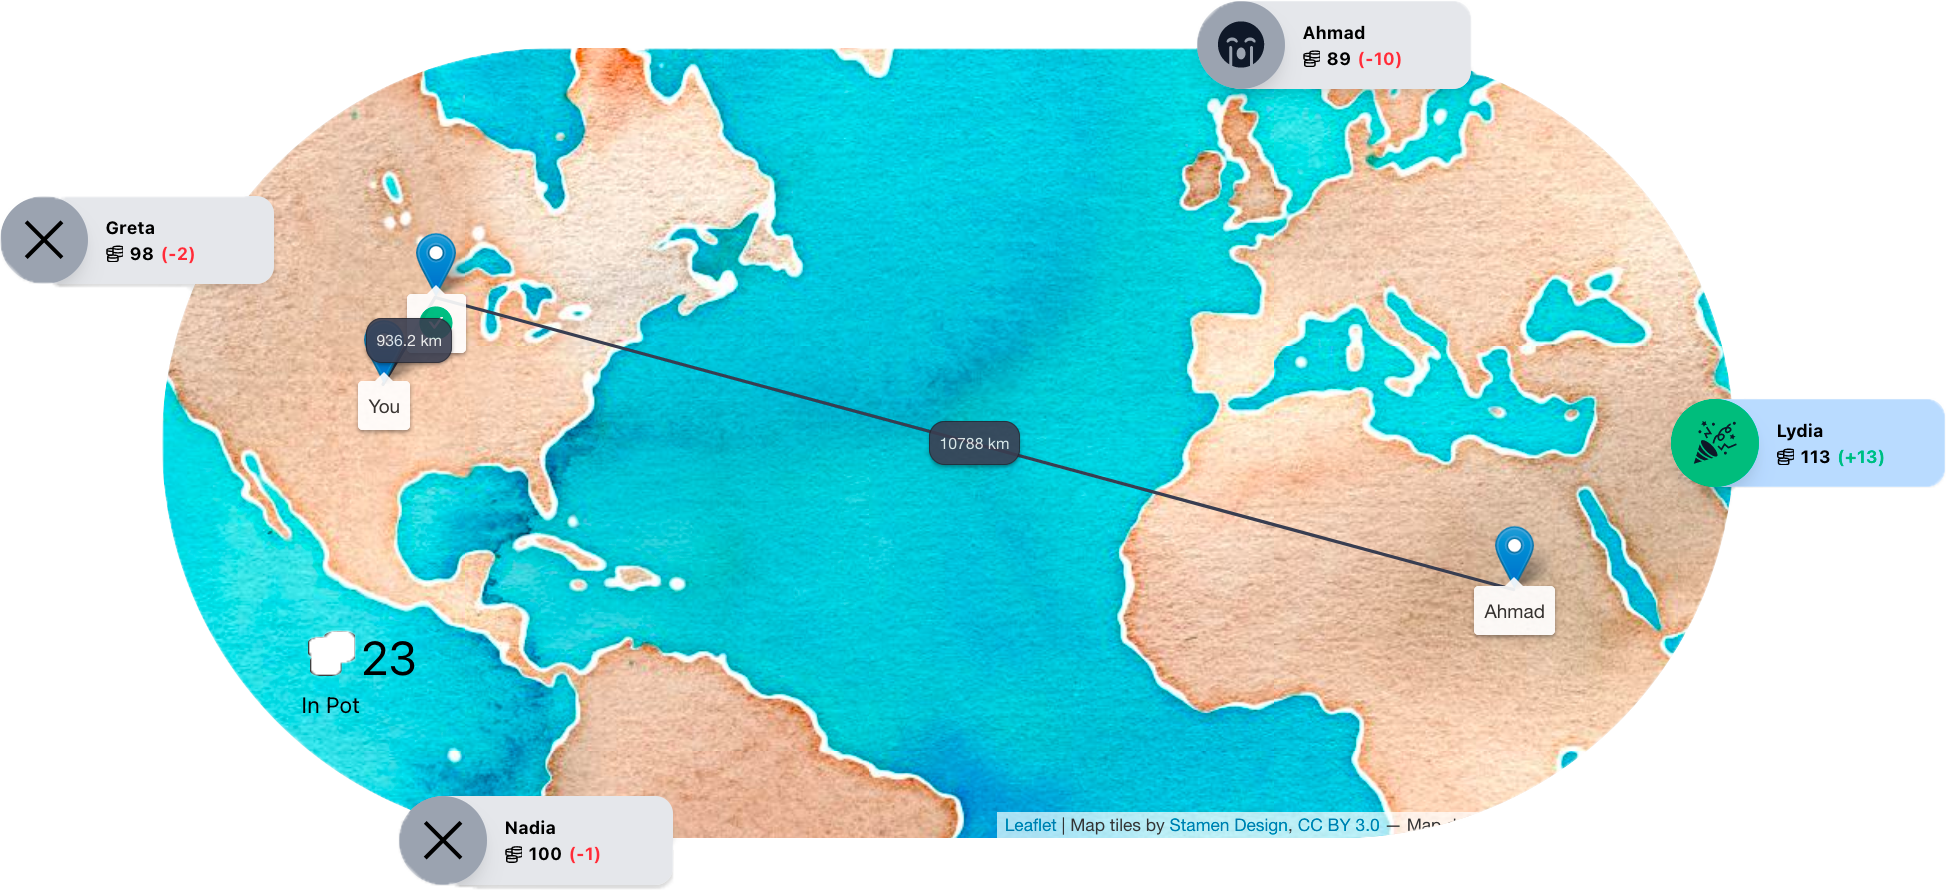 Ahmad
89 (-10)
Greta
98 (-2)
936.2 km
You
10788 km
Lydia
113 (+13)
Ahmad
23
In Pot
Nadia
100 (-1)
Leaflet | Map tiles by Stamen Design, CC BY 3.0 — Map